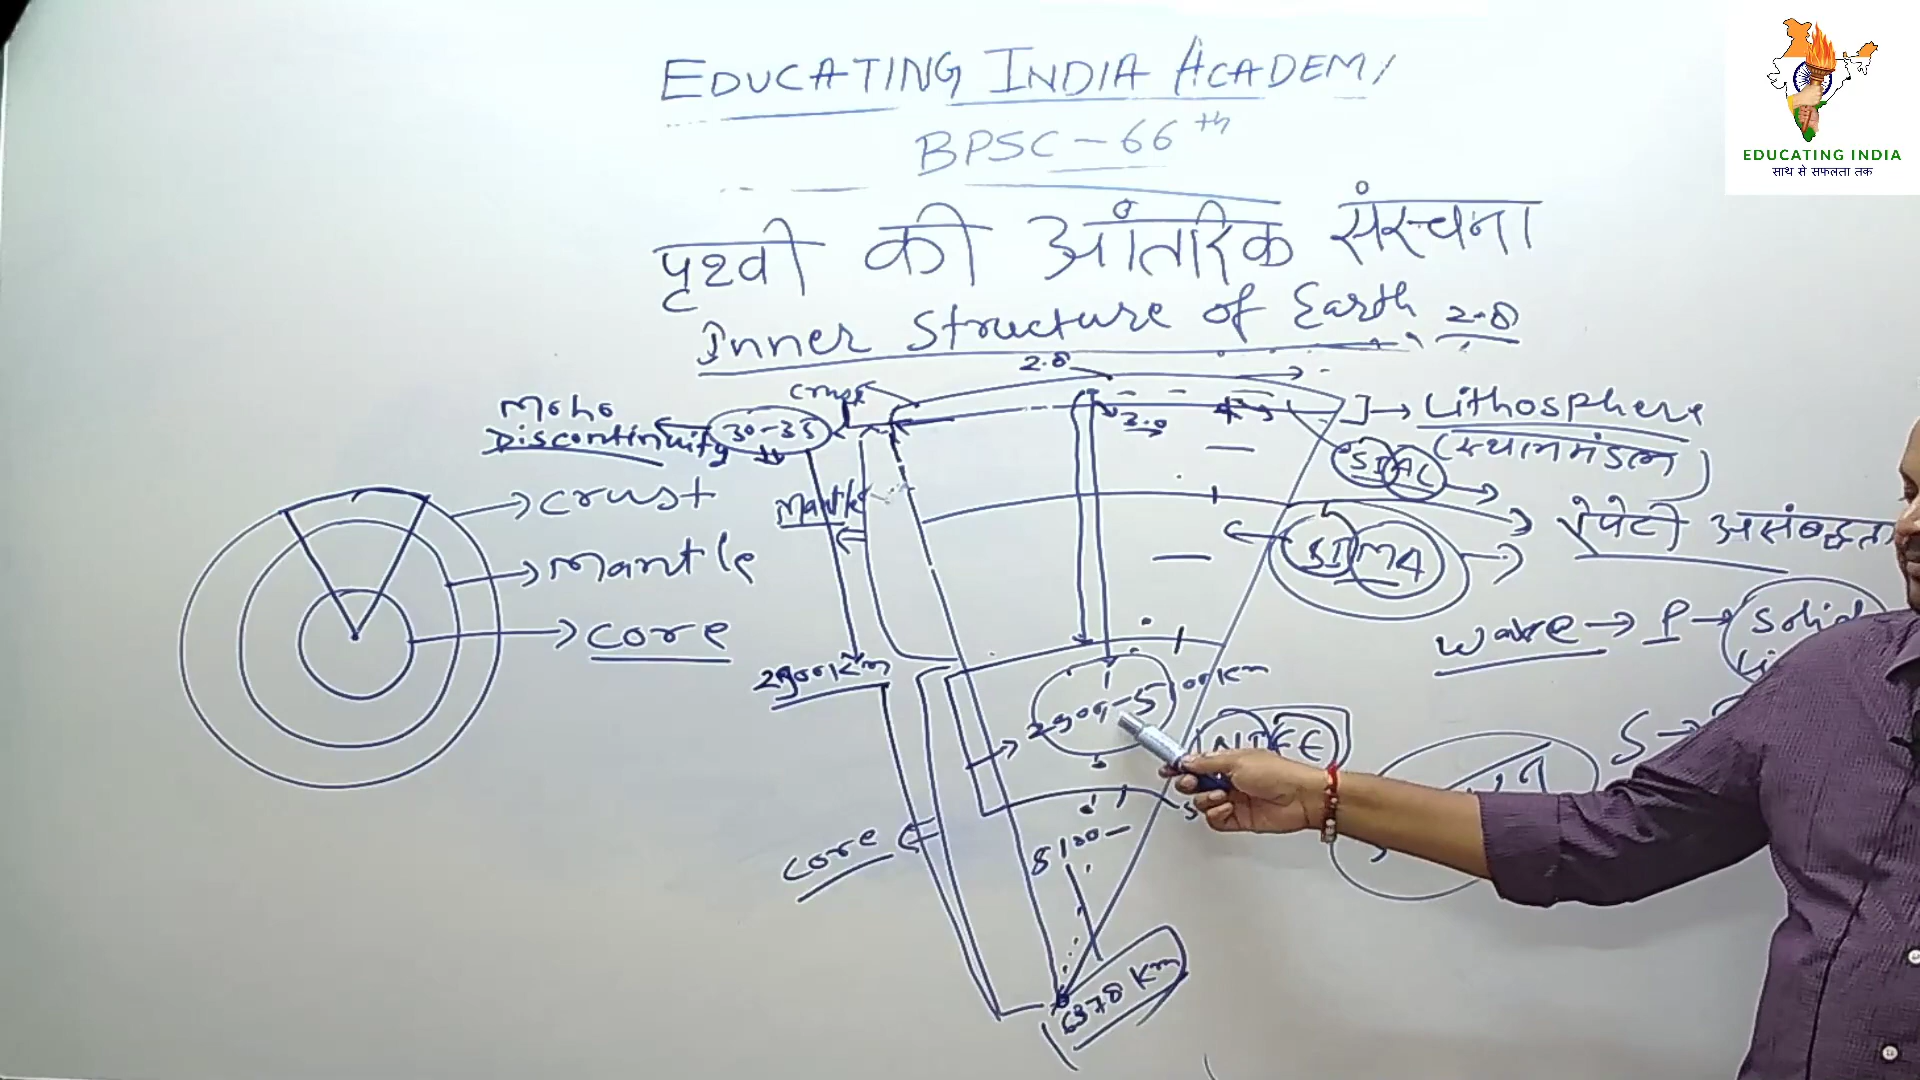 EDUCATING INDIA ACADEMY
BPSC - 66th
पृथ्वी की आंतरिक संरचना
Inner Structure of Earth 2.8
EDUCATING INDIA
साथ से सफलता तक
2.8
crust
Moho
Discontinuity
30-35
3.0
Lithosphere
(स्थलमंडल)
SIAL
Mantle
crust
Mantle
core
रेपेटी असंबद्धता
SIMA
wave → P → Solid
S →
2900 Km
2900-5100 Km
NIFE
core
5100 -
6378 Km